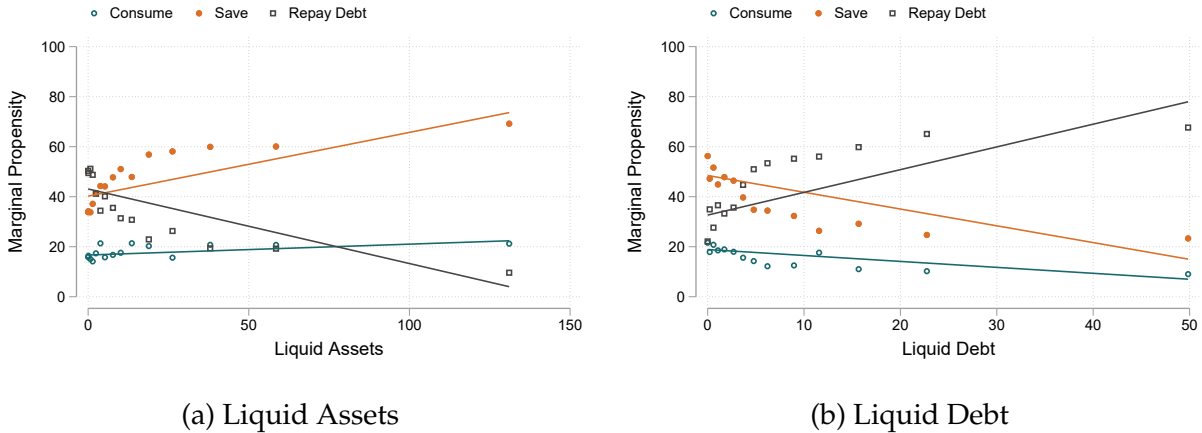 Consume Save Repay Debt
100
80
60
40
20
0
Marginal Propensity
0 50 100 150
Liquid Assets
(a) Liquid Assets
Consume Save Repay Debt
100
80
60
40
20
0
Marginal Propensity
0 10 20 30 40 50
Liquid Debt
(b) Liquid Debt